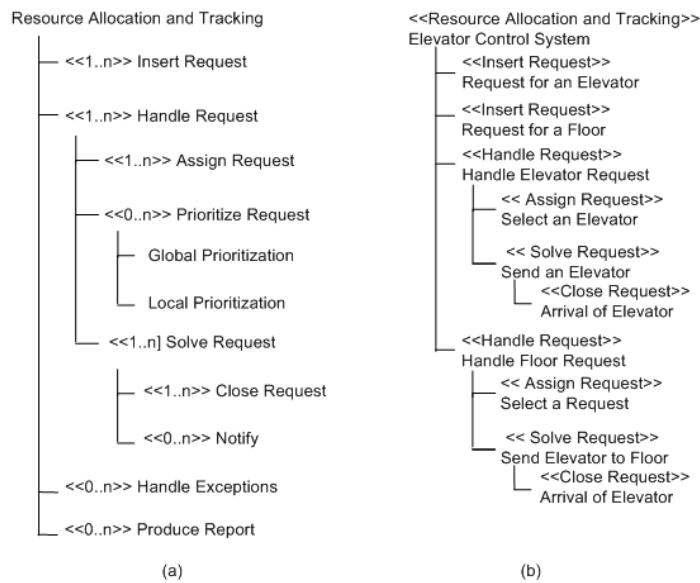 Resource Allocation and Tracking
<<1..n>> Insert Request
<<1..n>> Handle Request
<<1..n>> Assign Request
<<0..n>> Prioritize Request
Global Prioritization
Local Prioritization
<<1..n] Solve Request
<<1..n>> Close Request
<<0..n>> Notify
<<0..n>> Handle Exceptions
<<0..n>> Produce Report
(a)
<<Resource Allocation and Tracking>>
Elevator Control System
<<Insert Request>>
Request for an Elevator
<<Insert Request>>
Request for a Floor
<<Handle Request>>
Handle Elevator Request
<< Assign Request>>
Select an Elevator
<< Solve Request>>
Send an Elevator
<<Close Request>>
Arrival of Elevator
<<Handle Request>>
Handle Floor Request
<< Assign Request>>
Select a Request
<< Solve Request>>
Send Elevator to Floor
<<Close Request>>
Arrival of Elevator
(b)